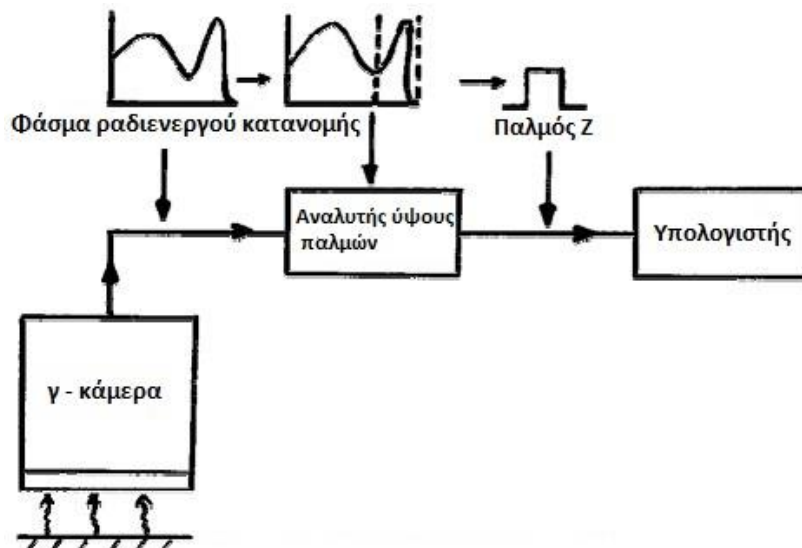 Φάσμα ραδιενεργού κατανομής
Παλμός Ζ
Αναλυτής ύψους
παλμών
Υπολογιστής
γ - κάμερα